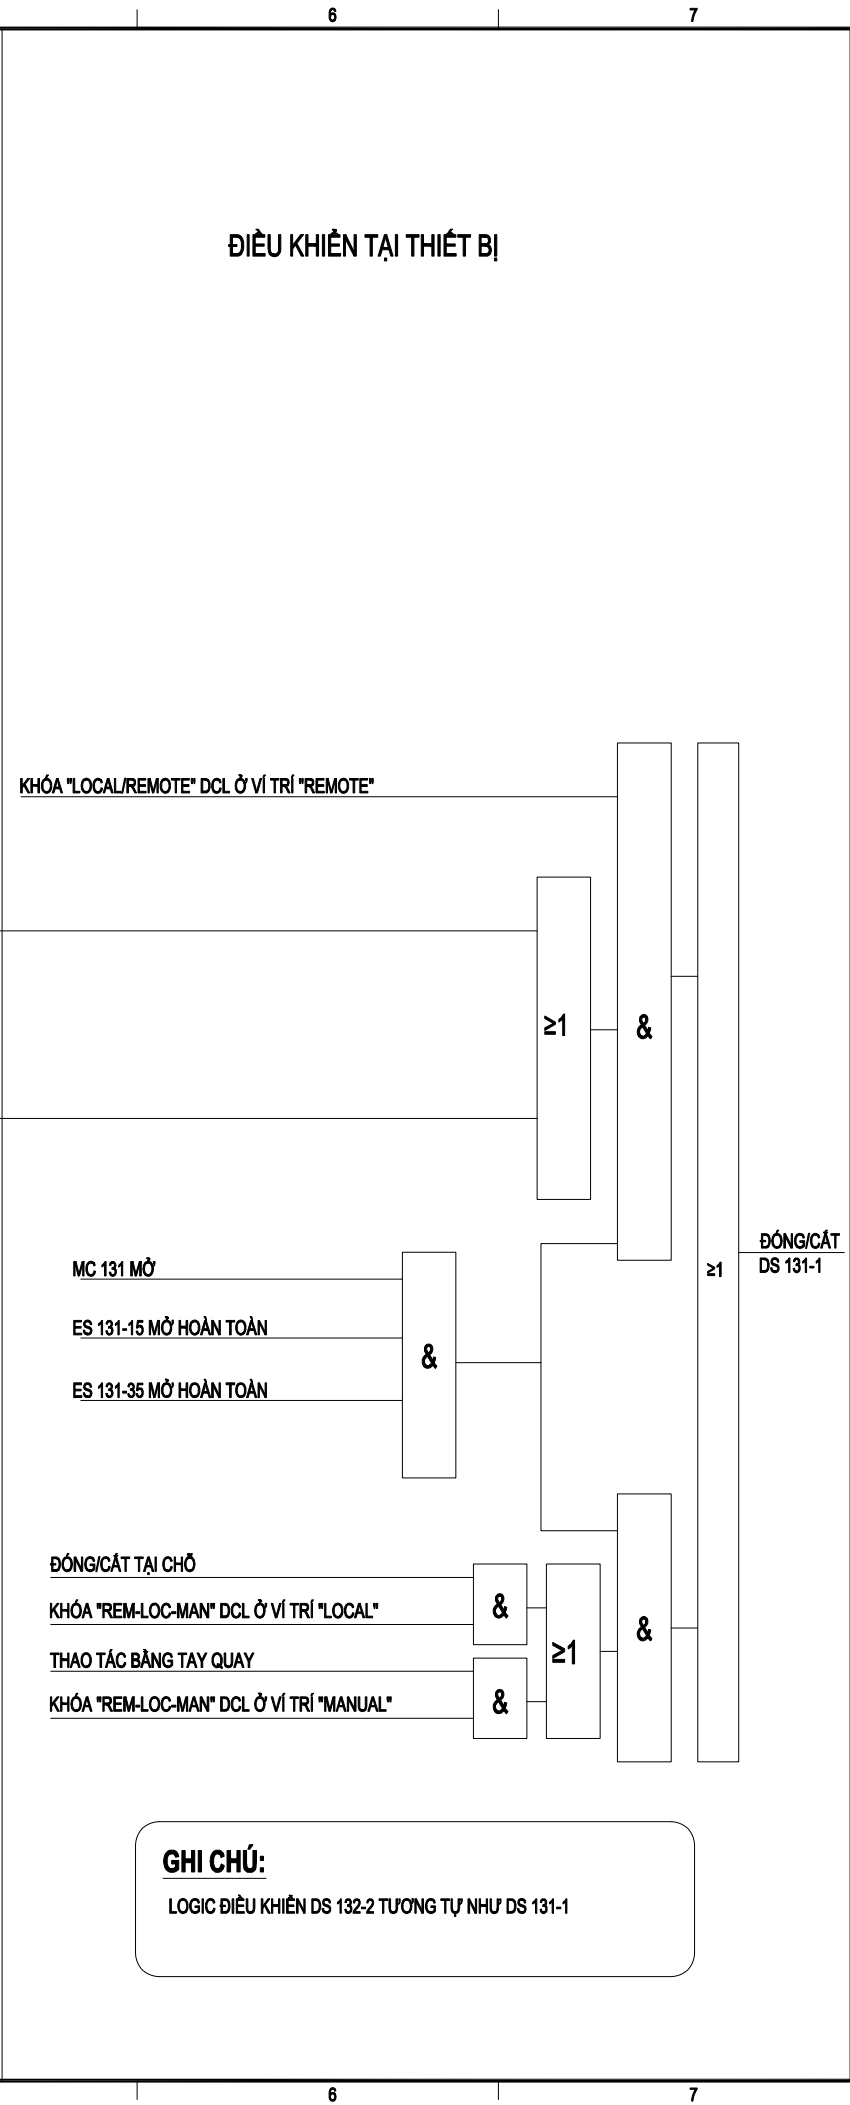 6 7
ĐIỀU KHIỂN TẠI THIẾT BỊ
KHÓA "LOCAL/REMOTE" DCL Ở VÍ TRÍ "REMOTE"
≥1
&
ĐÓNG/CẮT
DS 131-1
≥1
MC 131 MỞ
ES 131-15 MỞ HOÀN TOÀN
&
ES 131-35 MỞ HOÀN TOÀN
ĐÓNG/CẮT TẠI CHỖ
KHÓA "REM-LOC-MAN" DCL Ở VÍ TRÍ "LOCAL"
&
&
≥1
THAO TÁC BẰNG TAY QUAY
KHÓA "REM-LOC-MAN" DCL Ở VÍ TRÍ "MANUAL"
&
GHI CHÚ:
LOGIC ĐIỀU KHIỂN DS 132-2 TƯƠNG TỰ NHƯ DS 131-1
6 7